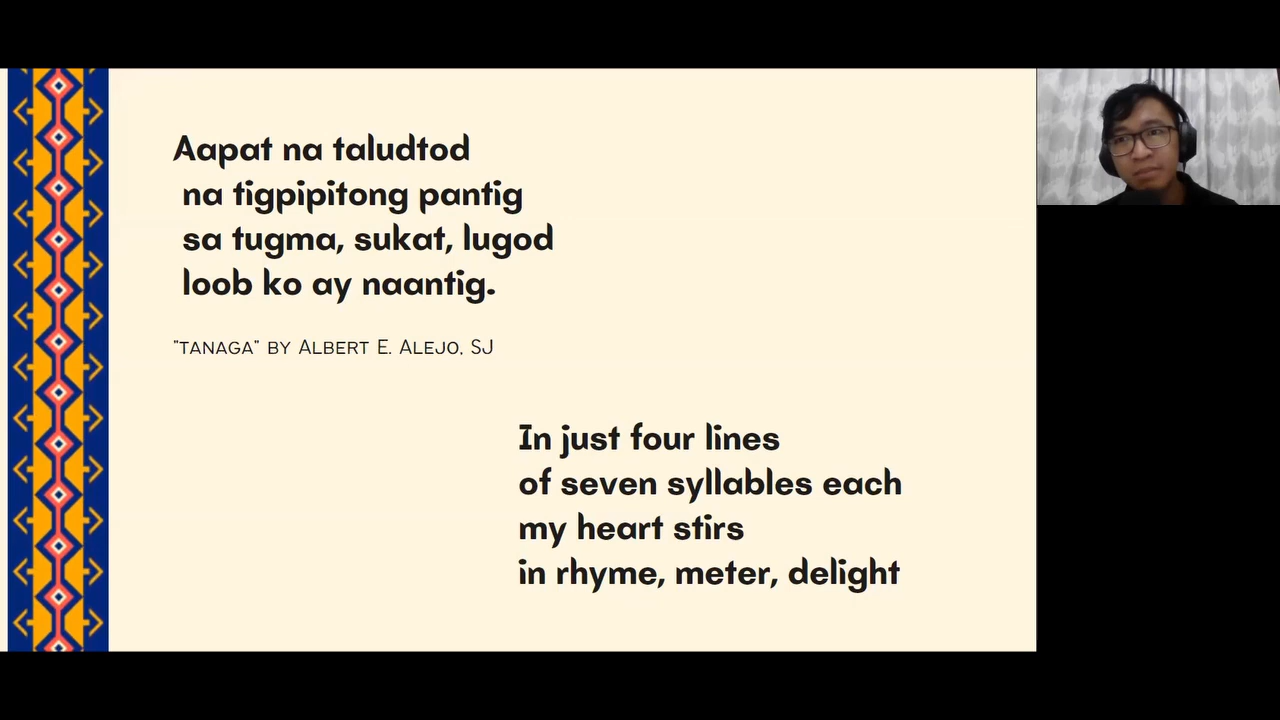 Aapat na taludtod
na tigpipitong pantig
sa tugma, sukat, lugod
loob ko ay naantig.
"TANAGA" BY ALBERT E. ALEJO, SJ
In just four lines
of seven syllables each
my heart stirs
in rhyme, meter, delight